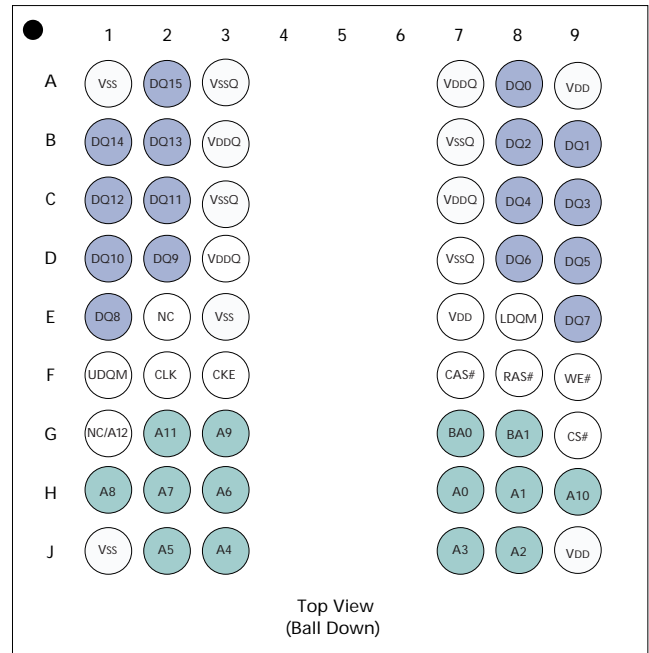 1 2 3 4 5 6 7 8 9
A VSS DQ15 VSSQ VDDQ DQ0 VDD
B DQ14 DQ13 VDDQ VSSQ DQ2 DQ1
C DQ12 DQ11 VSSQ VDDQ DQ4 DQ3
D DQ10 DQ9 VDDQ VSSQ DQ6 DQ5
E DQ8 NC VSS VDD LDQM DQ7
F UDQM CLK CKE CAS# RAS# WE#
G NC/A12 A11 A9 BA0 BA1 CS#
H A8 A7 A6 A0 A1 A10
J VSS A5 A4 A3 A2 VDD
Top View
(Ball Down)